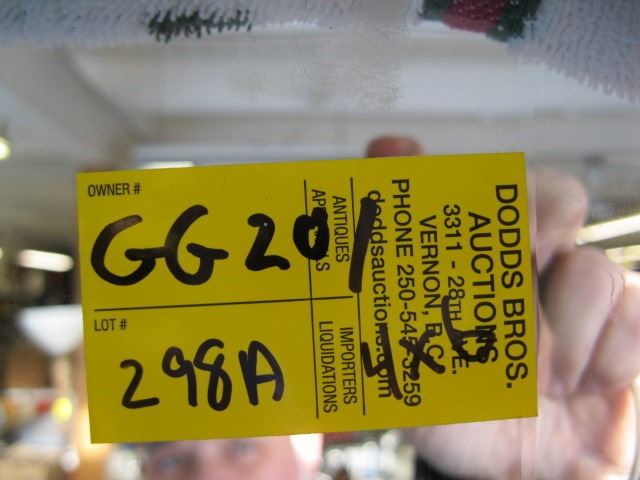 OWNER #
GG 201
LOT #
298A
ANTIQUES
IMPORTERS
LIQUIDATIONS
DODDS BROS.
AUCTIONS
3311 - 28TH AVE.
VERNON, B.C.
PHONE 250-545-3259
doddsauction.com